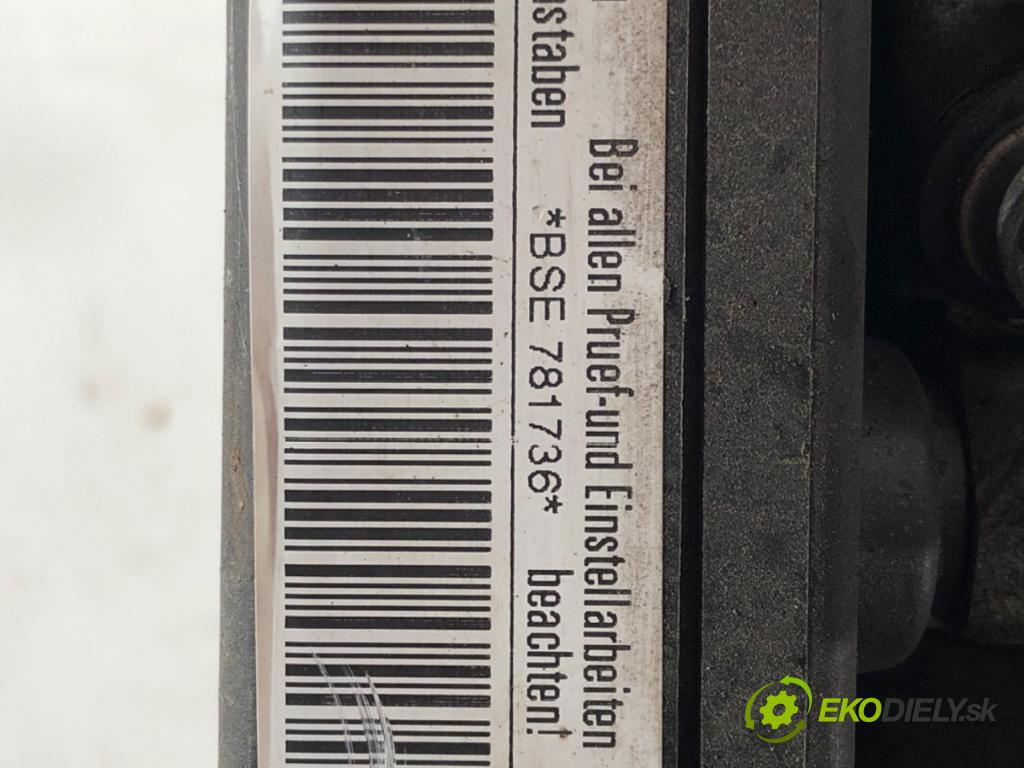 Bei allen Pruef-und Einstellarbeiten
*BSE 781736* beachten!
EKODIELY.sk